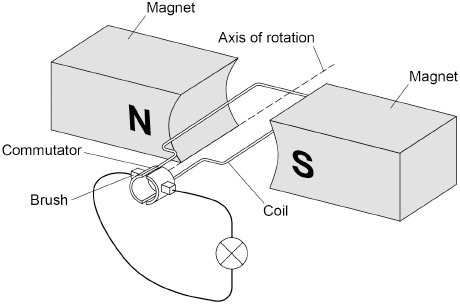 Magnet
Axis of rotation
Magnet
N
Commutator
S
Brush
Coil